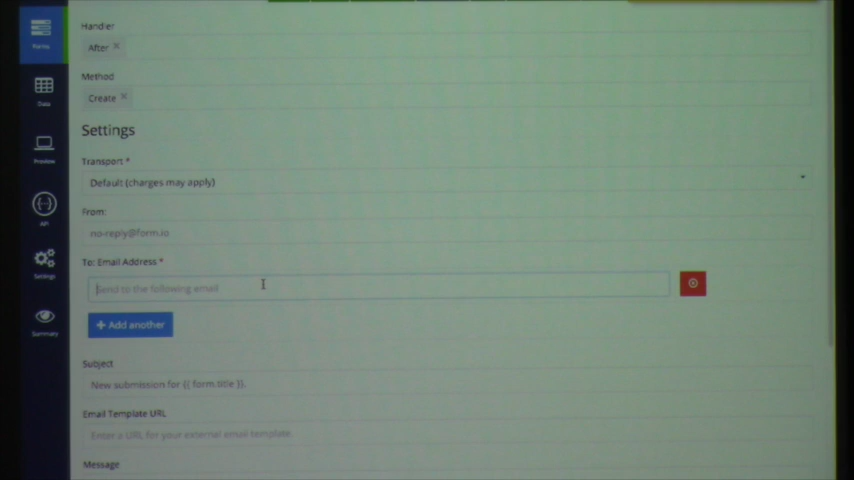 Forms
Data
Preview
API
Settings
Summary
Handler
After ×
Method
Create ×
Settings
Transport *
Default (charges may apply)
From:
no-reply@form.io
To: Email Address *
Send to the following email
+ Add another
Subject
New submission for {{ form.title }}.
Email Template URL
Enter a URL for your external email template.
Message